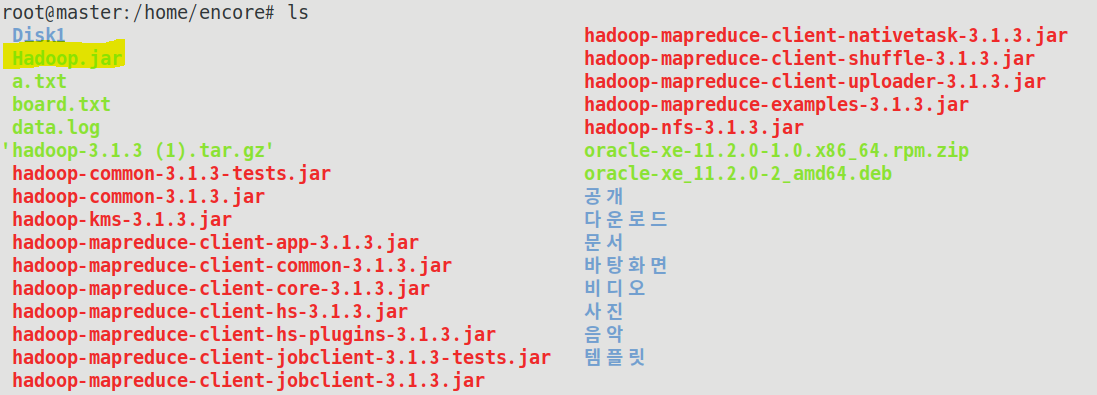 root@master:/home/encore# ls
Disk1
Hadoop.jar
a.txt
board.txt
data.log
'hadoop-3.1.3 (1).tar.gz'
hadoop-common-3.1.3-tests.jar
hadoop-common-3.1.3.jar
hadoop-kms-3.1.3.jar
hadoop-mapreduce-client-app-3.1.3.jar
hadoop-mapreduce-client-common-3.1.3.jar
hadoop-mapreduce-client-core-3.1.3.jar
hadoop-mapreduce-client-hs-3.1.3.jar
hadoop-mapreduce-client-hs-plugins-3.1.3.jar
hadoop-mapreduce-client-jobclient-3.1.3-tests.jar
hadoop-mapreduce-client-jobclient-3.1.3.jar
hadoop-mapreduce-client-nativetask-3.1.3.jar
hadoop-mapreduce-client-shuffle-3.1.3.jar
hadoop-mapreduce-client-uploader-3.1.3.jar
hadoop-mapreduce-examples-3.1.3.jar
hadoop-nfs-3.1.3.jar
oracle-xe-11.2.0-1.0.x86_64.rpm.zip
oracle-xe_11.2.0-2_amd64.deb
공개
다운로드
문서
바탕화면
비디오
사진
음악
템플릿